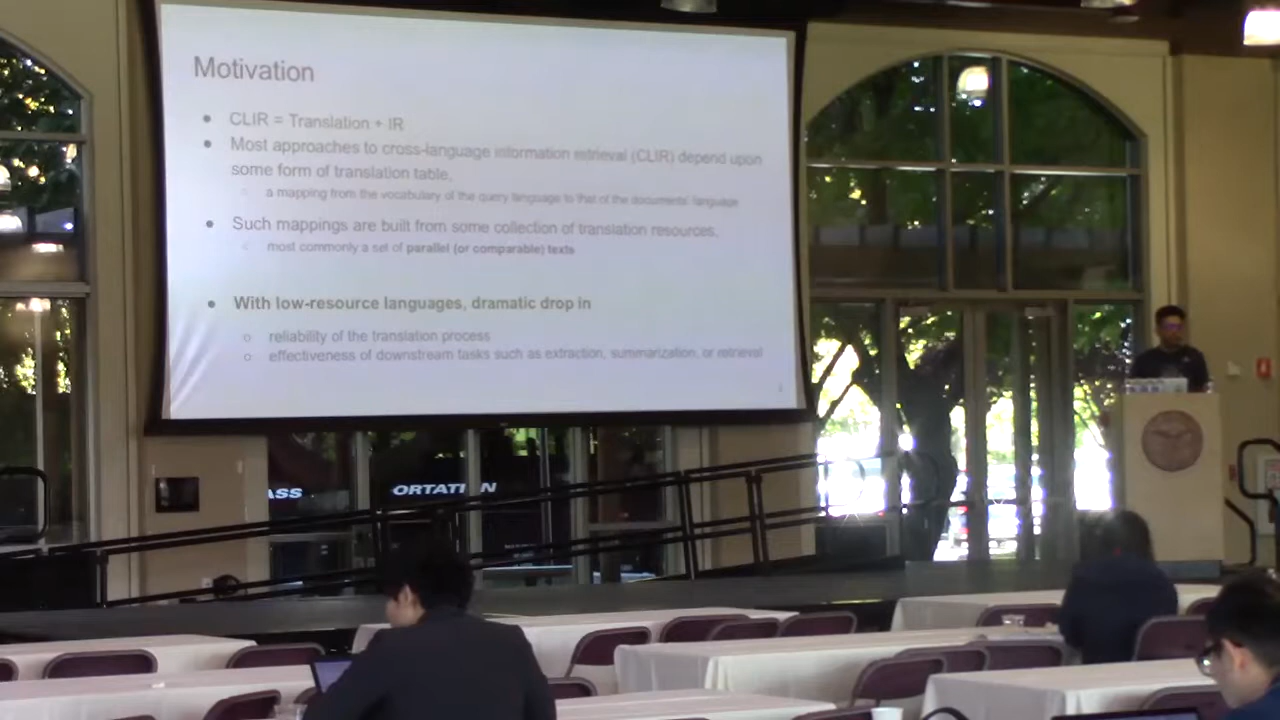 Motivation
CLIR = Translation + IR
Most approaches to cross-language information retrieval (CLIR) depend upon
some form of translation table,
a mapping from the vocabulary of the query language to that of the documents' language
Such mappings are built from some collection of translation resources,
most commonly a set of parallel (or comparable) texts
With low-resource languages, dramatic drop in
reliability of the translation process
effectiveness of downstream tasks such as extraction, summarization, or retrieval
ASS
ORTATION